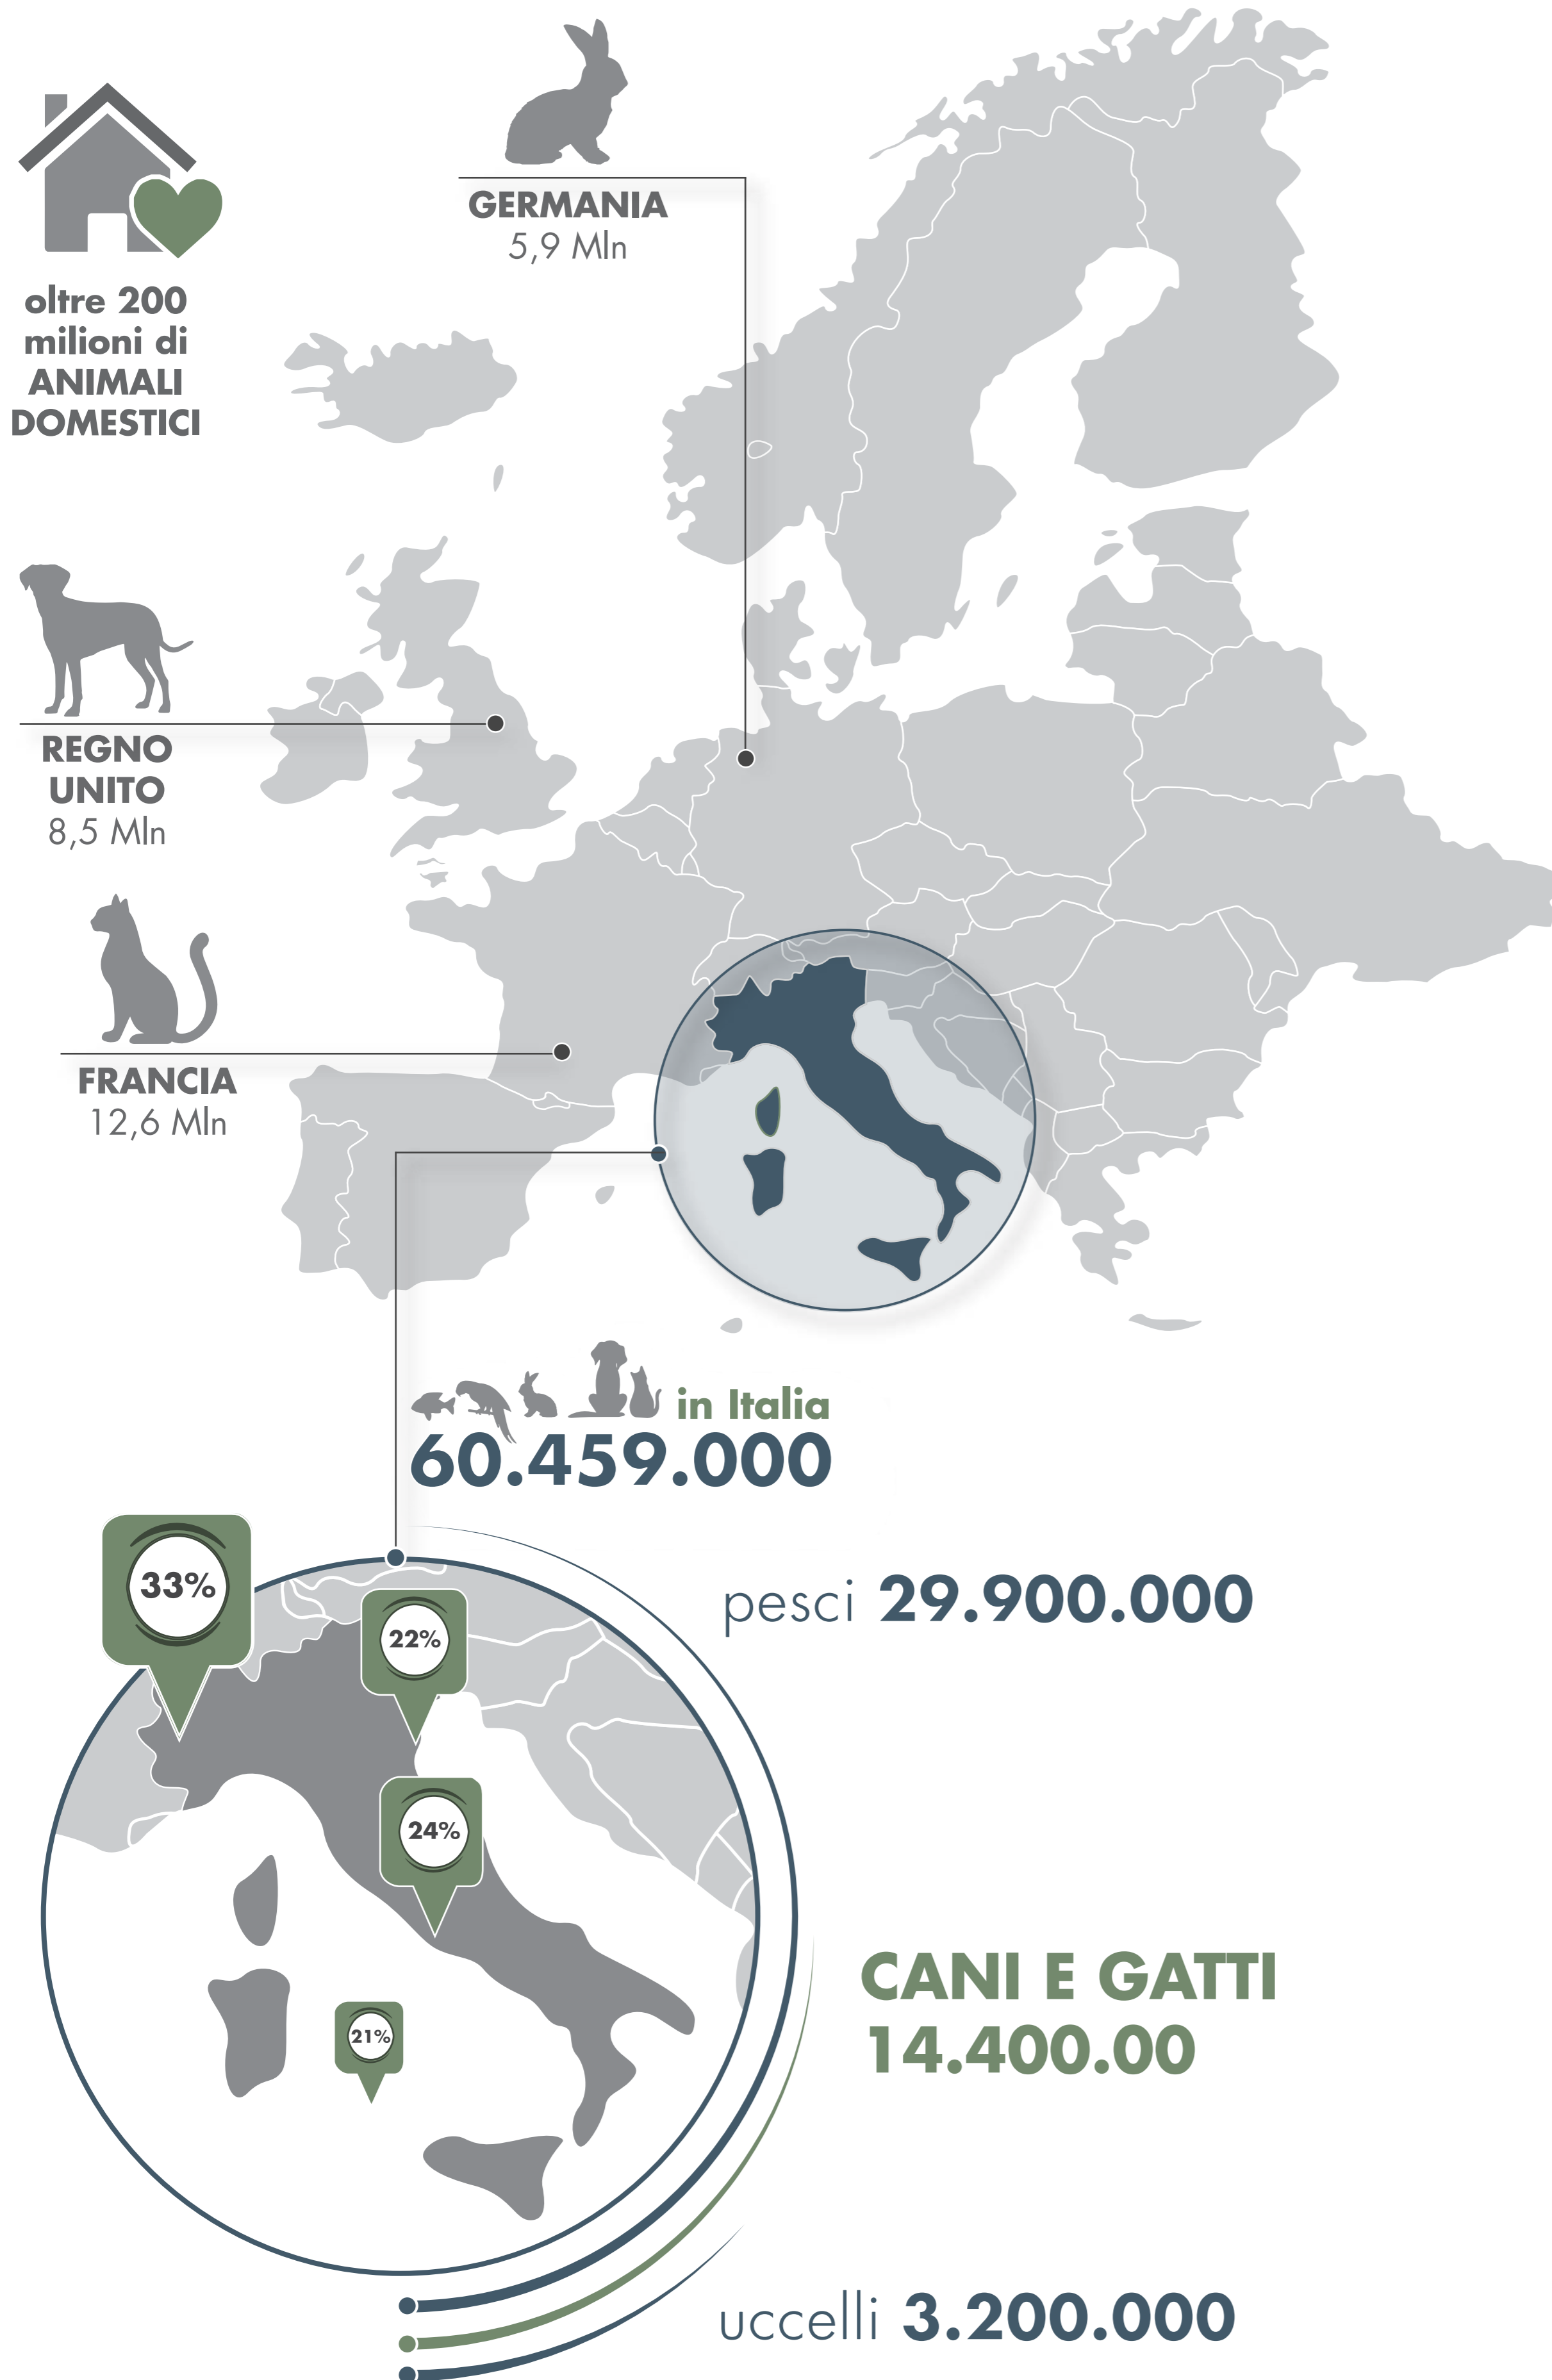 GERMANIA
5,9 Mln
oltre 200
milioni di
ANIMALI
DOMESTICI
REGNO
UNITO
8,5 Mln
FRANCIA
12,6 Mln
in Italia
60.459.000
33%
22%
24%
21%
pesci 29.900.000
CANI E GATTI
14.400.00
uccelli 3.200.000